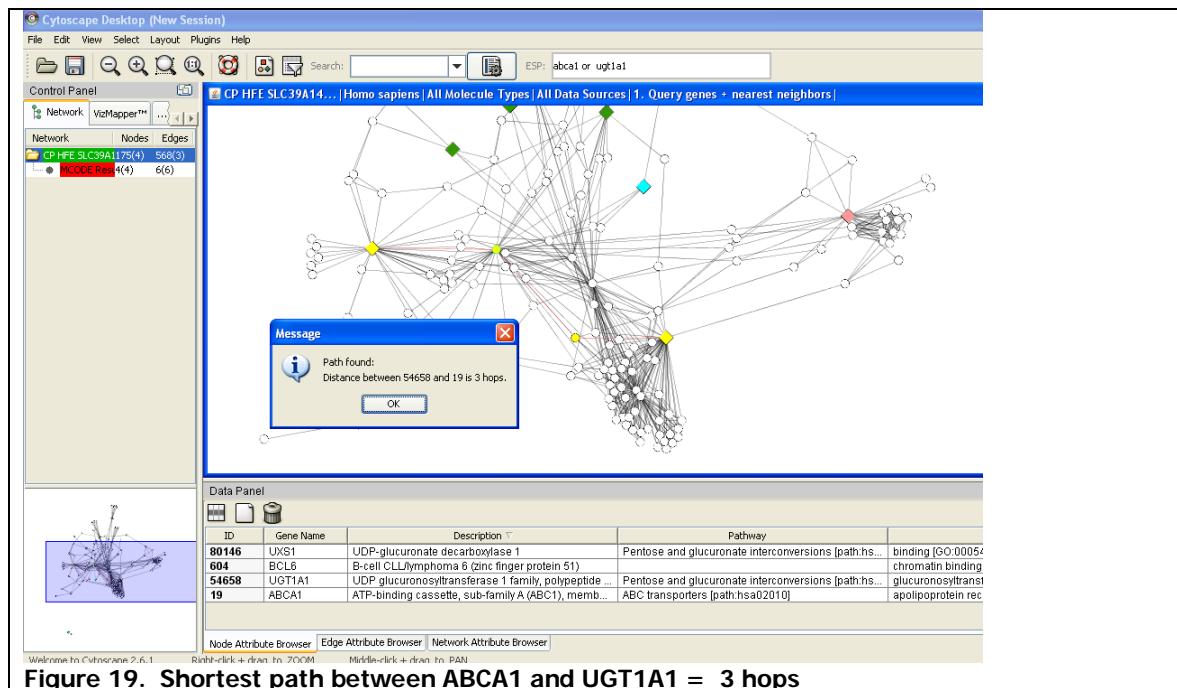 Cytoscape Desktop (New Session)
File Edit View Select Layout Plugins Help
Search: ESP: abca1 or ugt1a1
Control Panel
Network VizMapper™ ...
Network Nodes Edges
CP HFE SLC39A1 175(4) 568(3)
MCODE Res 4(4) 6(6)
CP HFE SLC39A14...|Homo sapiens|All Molecule Types|All Data Sources|1. Query genes + nearest neighbors|
Message
Path found:
Distance between 54658 and 19 is 3 hops.
OK
Data Panel
ID Gene Name Description Pathway
80146 UXS1 UDP-glucuronate decarboxylase 1 Pentose and glucuronate interconversions [path:hs... binding [GO:00054
604 BCL6 B-cell CLL/lymphoma 6 (zinc finger protein 51) chromatin binding
54658 UGT1A1 UDP glucuronosyltransferase 1 family, polypeptide ... Pentose and glucuronate interconversions [path:hs... glucuronosyltranst
19 ABCA1 ATP-binding cassette, sub-family A (ABC1), memb... ABC transporters [path:hsa02010] apolipoprotein rec
Node Attribute Browser Edge Attribute Browser Network Attribute Browser
Welcome to Cytoscape 2.6.1 Right-click + drag to ZOOM Middle-click + drag to PAN
Figure 19. Shortest path between ABCA1 and UGT1A1 = 3 hops